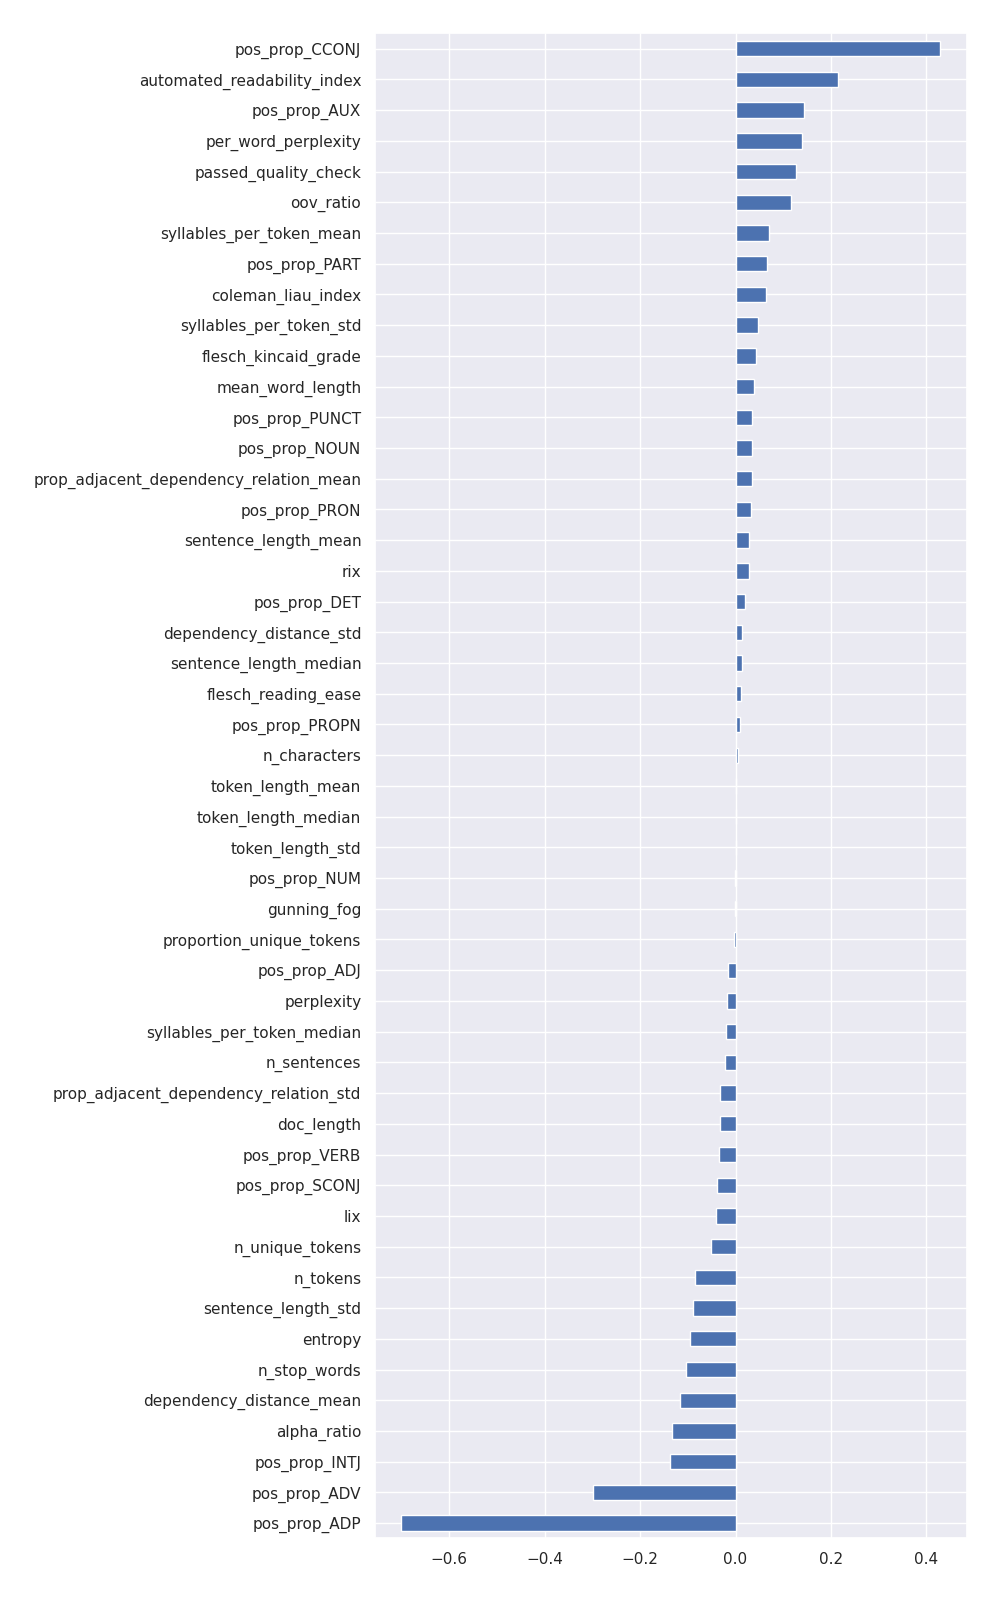 pos_prop_CCONJ
automated_readability_index
pos_prop_AUX
per_word_perplexity
passed_quality_check
oov_ratio
syllables_per_token_mean
pos_prop_PART
coleman_liau_index
syllables_per_token_std
flesch_kincaid_grade
mean_word_length
pos_prop_PUNCT
pos_prop_NOUN
prop_adjacent_dependency_relation_mean
pos_prop_PRON
sentence_length_mean
rix
pos_prop_DET
dependency_distance_std
sentence_length_median
flesch_reading_ease
pos_prop_PROPN
n_characters
token_length_mean
token_length_median
token_length_std
pos_prop_NUM
gunning_fog
proportion_unique_tokens
pos_prop_ADJ
perplexity
syllables_per_token_median
n_sentences
prop_adjacent_dependency_relation_std
doc_length
pos_prop_VERB
pos_prop_SCONJ
lix
n_unique_tokens
n_tokens
sentence_length_std
entropy
n_stop_words
dependency_distance_mean
alpha_ratio
pos_prop_INTJ
pos_prop_ADV
pos_prop_ADP
−0.6 −0.4 −0.2 0.0 0.2 0.4